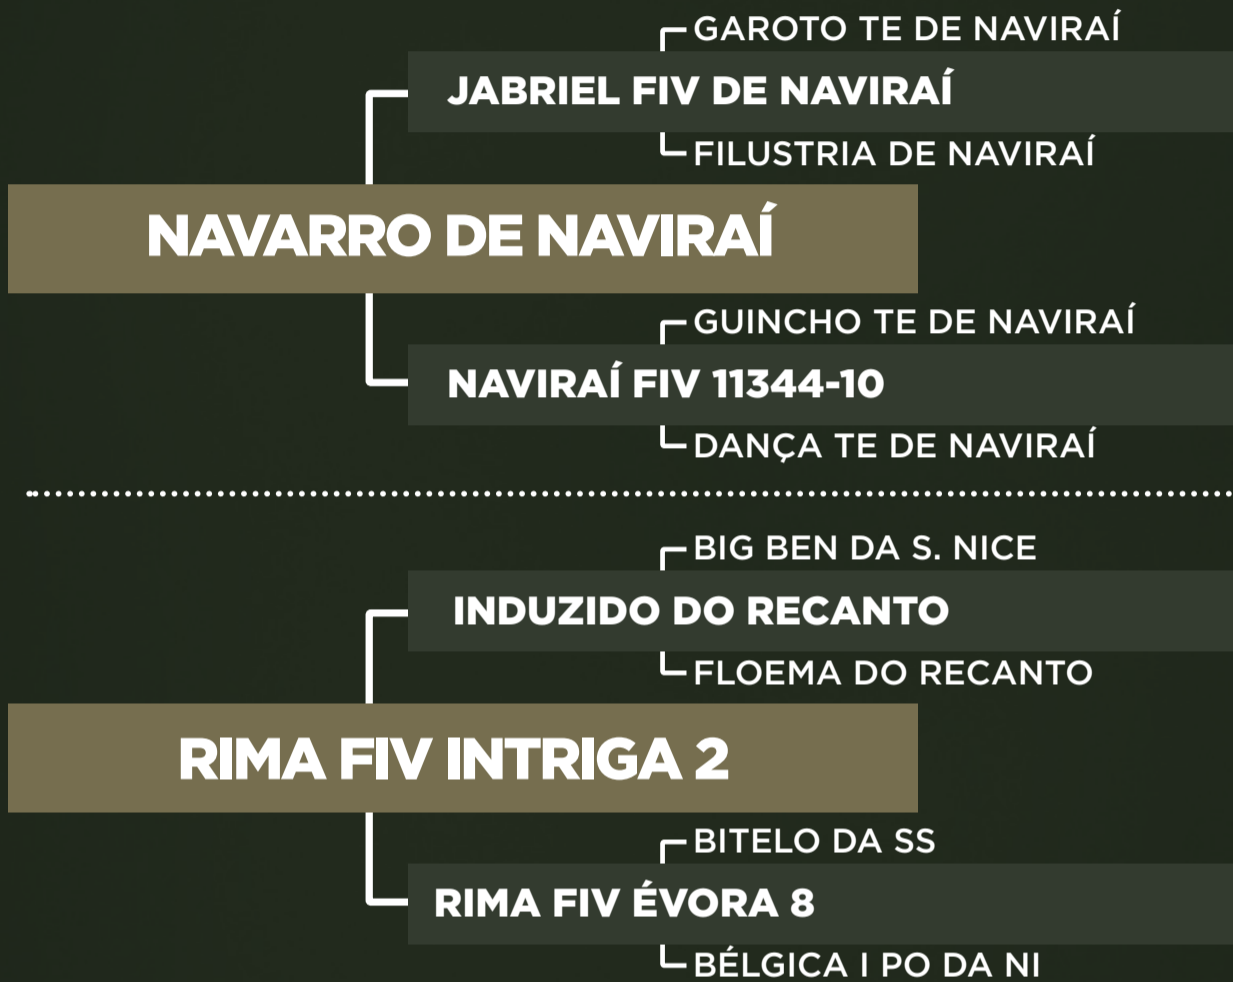 GAROTO TE DE NAVIRAÍ
JABRIEL FIV DE NAVIRAÍ
FILUSTRIA DE NAVIRAÍ
NAVARRO DE NAVIRAÍ
GUINCHO TE DE NAVIRAÍ
NAVIRAÍ FIV 11344-10
DANÇA TE DE NAVIRAÍ
BIG BEN DA S. NICE
INDUZIDO DO RECANTO
FLOEMA DO RECANTO
RIMA FIV INTRIGA 2
BITELO DA SS
RIMA FIV ÉVORA 8
BÉLGICA I PO DA NI